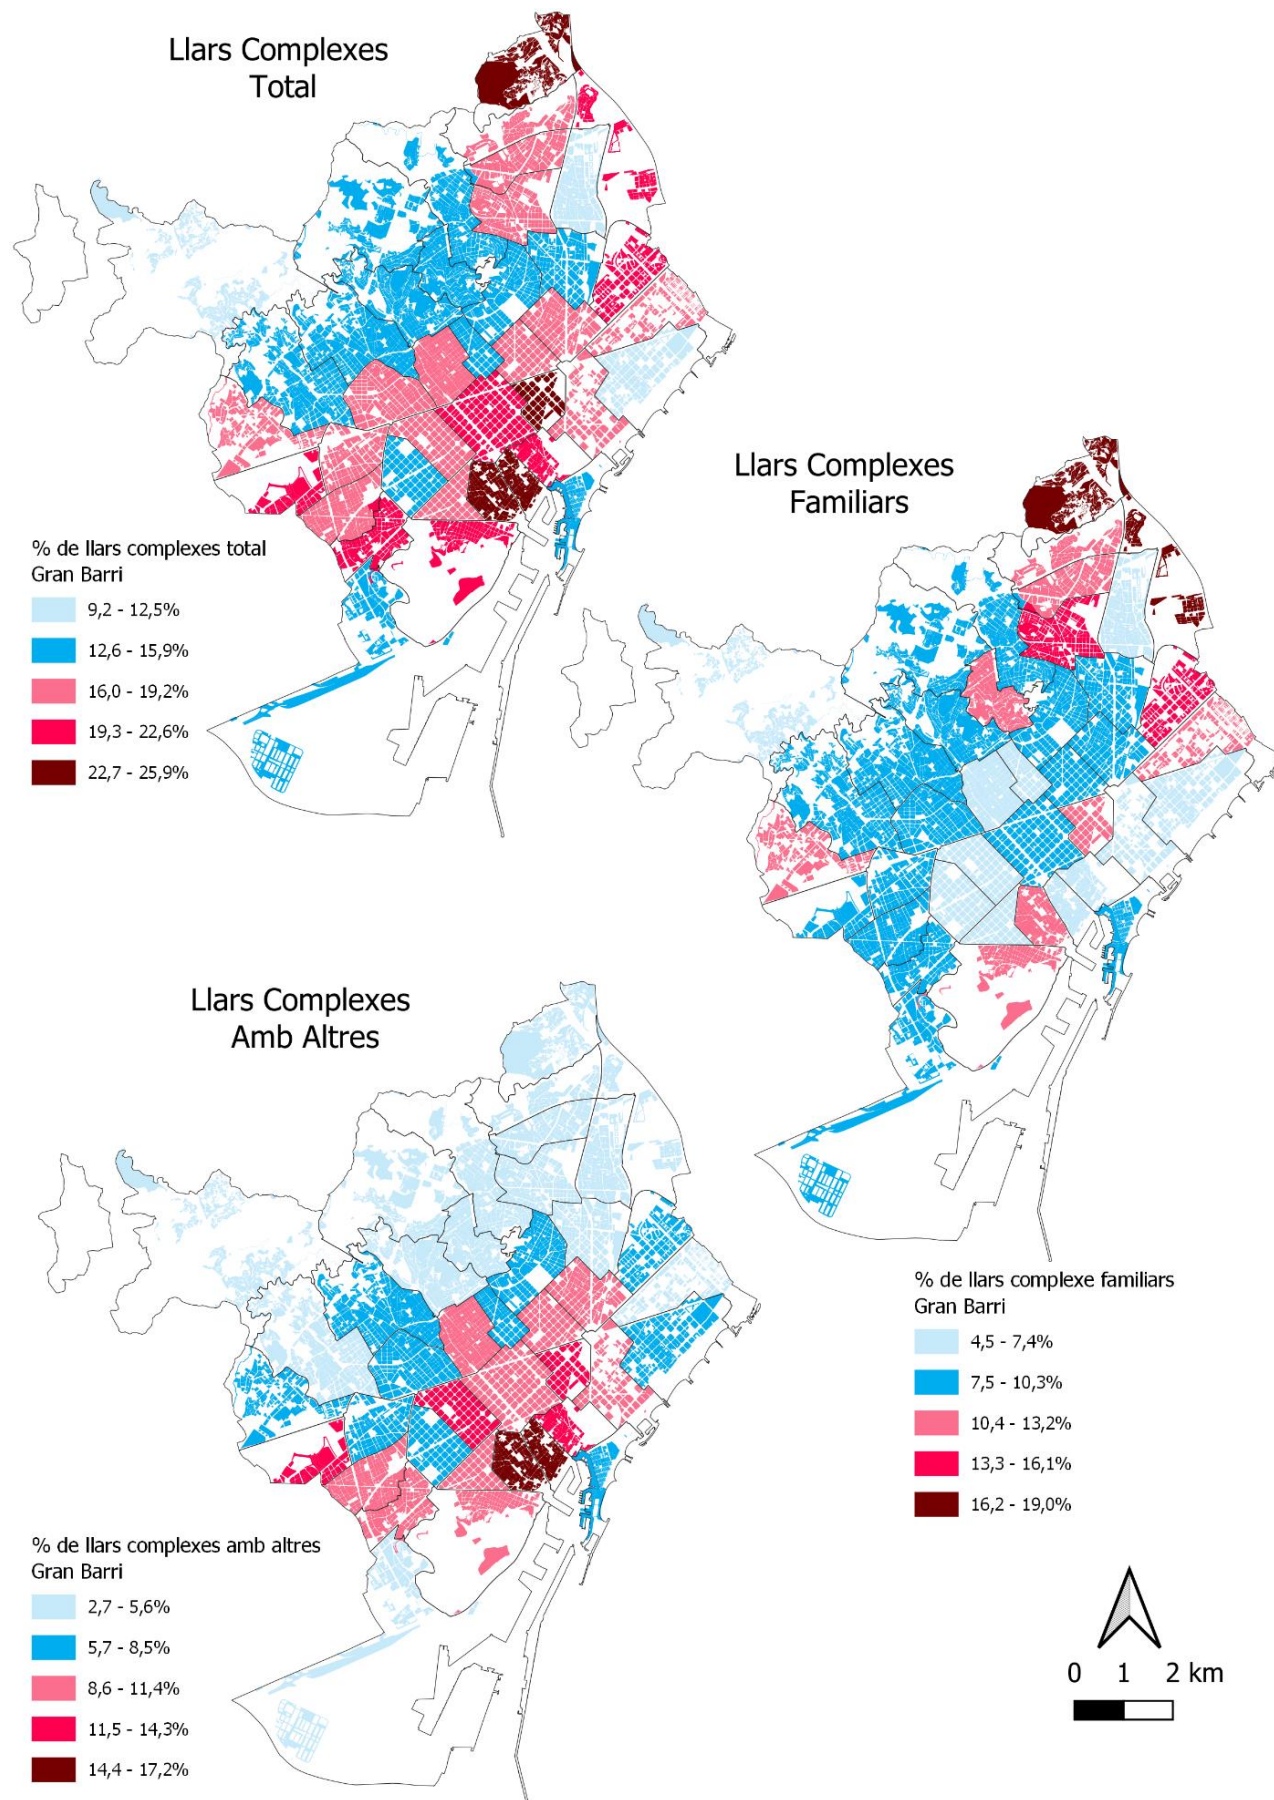 Llars Complexes
Total
% de llars complexes total
Gran Barri
9,2 - 12,5%
12,6 - 15,9%
16,0 - 19,2%
19,3 - 22,6%
22,7 - 25,9%
Llars Complexes
Familiars
% de llars complexe familiars
Gran Barri
4,5 - 7,4%
7,5 - 10,3%
10,4 - 13,2%
13,3 - 16,1%
16,2 - 19,0%
Llars Complexes
Amb Altres
% de llars complexes amb altres
Gran Barri
2,7 - 5,6%
5,7 - 8,5%
8,6 - 11,4%
11,5 - 14,3%
14,4 - 17,2%
0 1 2 km